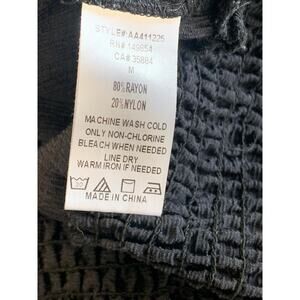 STYLE#:AA411225
RN# 149654
CA# 35884
M
80%RAYON
20%NYLON
MACHINE WASH COLD
ONLY NON-CHLORINE
BLEACH WHEN NEEDED
LINE DRY
WARM IRON IF NEEDED
MADE IN CHINA